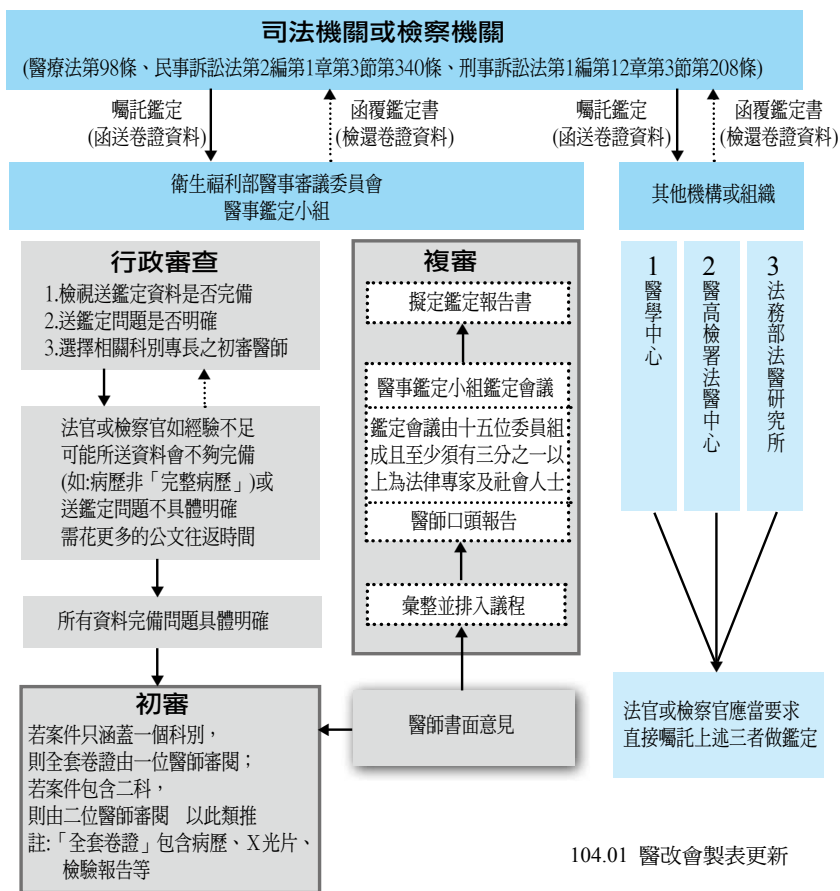 司法機關或檢察機關
(醫療法第98條、民事訴訟法第2編第1章第3節第340條、刑事訴訟法第1編第12章第3節第208條)
囑託鑑定
(函送卷證資料)
函覆鑑定書
(檢還卷證資料)
囑託鑑定
(函送卷證資料)
函覆鑑定書
(檢還卷證資料)
衛生福利部醫事審議委員會
醫事鑑定小組
其他機構或組織
行政審查
1.檢視送鑑定資料是否完備
2.送鑑定問題是否明確
3.選擇相關科別專長之初審醫師
法官或檢察官如經驗不足
可能所送資料會不夠完備
(如:病歷非「完整病歷」)或
送鑑定問題不具體明確
需花更多的公文往返時間
所有資料完備問題具體明確
初審
若案件只涵蓋一個科別，
則全套卷證由一位醫師審閱；
若案件包含二科，
則由二位醫師審閱 以此類推
註:「全套卷證」包含病歷、X光片、
檢驗報告等
複審
擬定鑑定報告書
醫事鑑定小組鑑定會議
鑑定會議由十五位委員組
成且至少須有三分之一以
上為法律專家及社會人士
醫師口頭報告
彙整並排入議程
醫師書面意見
1 醫學中心
2 醫高檢署法醫中心
3 法務部法醫研究所
法官或檢察官應當要求
直接囑託上述三者做鑑定
104.01 醫改會製表更新